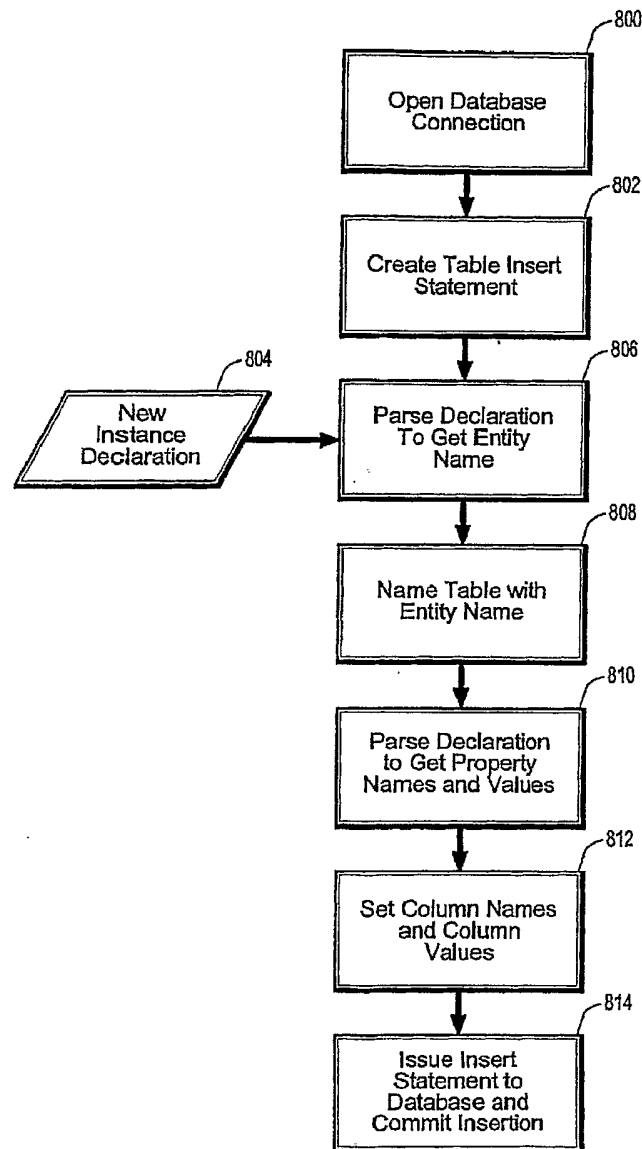 800
Open Database
Connection
802
Create Table Insert
Statement
804
New
Instance
Declaration
806
Parse Declaration
To Get Entity
Name
808
Name Table with
Entity Name
810
Parse Declaration
to Get Property
Names and Values
812
Set Column Names
and Column
Values
814
Issue Insert
Statement to
Database and
Commit Insertion